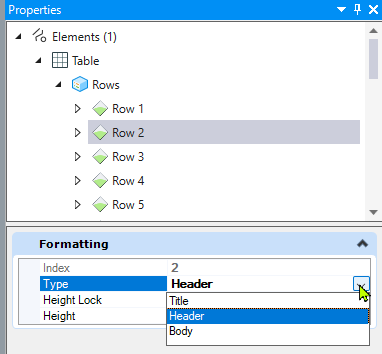 Properties
Elements (1)
Table
Rows
Row 1
Row 2
Row 3
Row 4
Row 5
Formatting
Index 2
Type Header
Height Lock Title
Header
Height Body